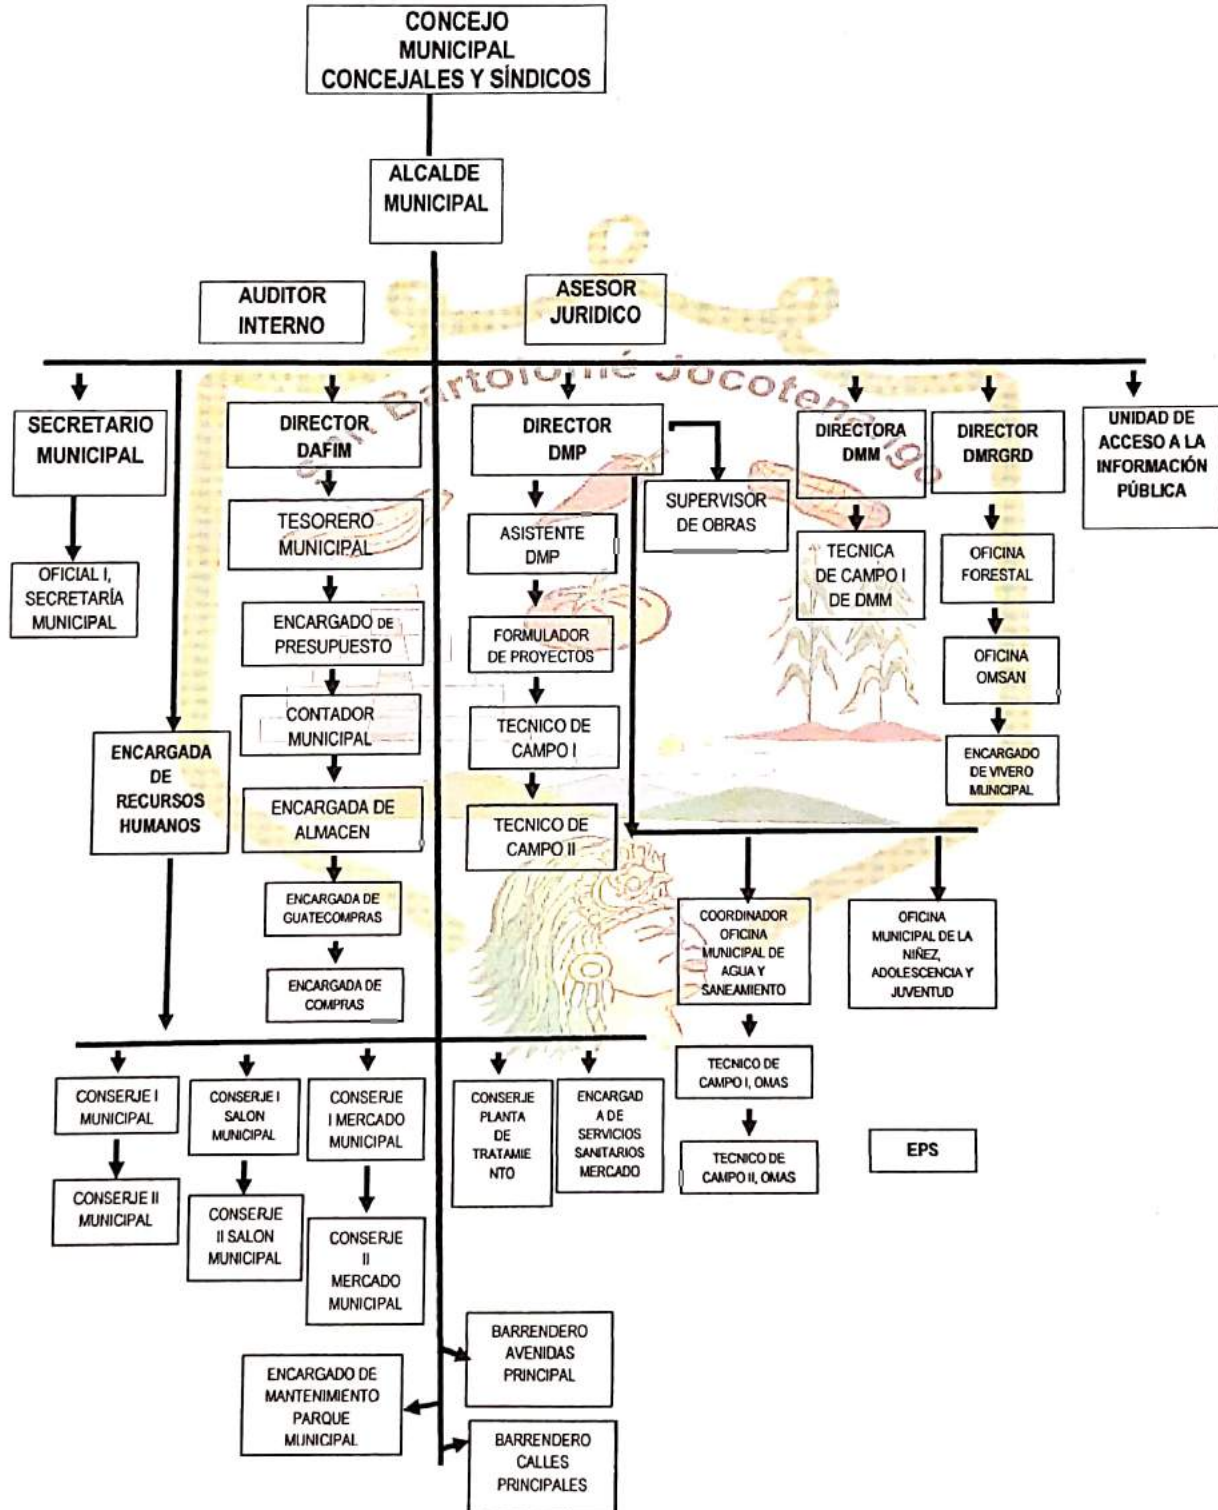 CONCEJO
MUNICIPAL
CONCEJALES Y SÍNDICOS
ALCALDE
MUNICIPAL
AUDITOR
INTERNO
ASESOR
JURIDICO
Bartolomé Jocotenango
SECRETARIO
MUNICIPAL
DIRECTOR
DAFIM
DIRECTOR
DMP
DIRECTORA
DMM
DIRECTOR
DMRGRD
UNIDAD DE
ACCESO A LA
INFORMACIÓN
PÚBLICA
OFICIAL I,
SECRETARÍA
MUNICIPAL
TESORERO
MUNICIPAL
ASISTENTE
DMP
SUPERVISOR
DE OBRAS
TECNICA
DE CAMPO I
DE DMM
OFICINA
FORESTAL
ENCARGADO DE
PRESUPUESTO
FORMULADOR
DE PROYECTOS
OFICINA
OMSAN
CONTADOR
MUNICIPAL
TECNICO DE
CAMPO I
ENCARGADO
DE VIVERO
MUNICIPAL
ENCARGADA
DE
RECURSOS
HUMANOS
ENCARGADA DE
ALMACEN
TECNICO DE
CAMPO II
ENCARGADA DE
GUATECOMPRAS
ENCARGADA DE
COMPRAS
COORDINADOR
OFICINA
MUNICIPAL DE
AGUA Y
SANEAMIENTO
OFICINA
MUNICIPAL DE LA
NIÑEZ,
ADOLESCENCIA Y
JUVENTUD
CONSERJE I
MUNICIPAL
CONSERJE I
SALON
MUNICIPAL
CONSERJE
I MERCADO
MUNICIPAL
CONSERJE
PLANTA
DE
TRATAMIE
NTO
ENCARGAD
A DE
SERVICIOS
SANITARIOS
MERCADO
TECNICO DE
CAMPO I, OMAS
TECNICO DE
CAMPO II, OMAS
EPS
CONSERJE II
MUNICIPAL
CONSERJE
II SALON
MUNICIPAL
CONSERJE
II
MERCADO
MUNICIPAL
BARRENDERO
AVENIDAS
PRINCIPAL
ENCARGADO DE
MANTENIMIENTO
PARQUE
MUNICIPAL
BARRENDERO
CALLES
PRINCIPALES